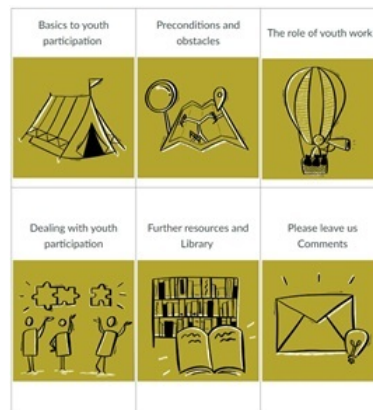 Basics to youth
participation
Preconditions and
obstacles
The role of youth work
Dealing with youth
participation
Further resources and
Library
Please leave us
Comments